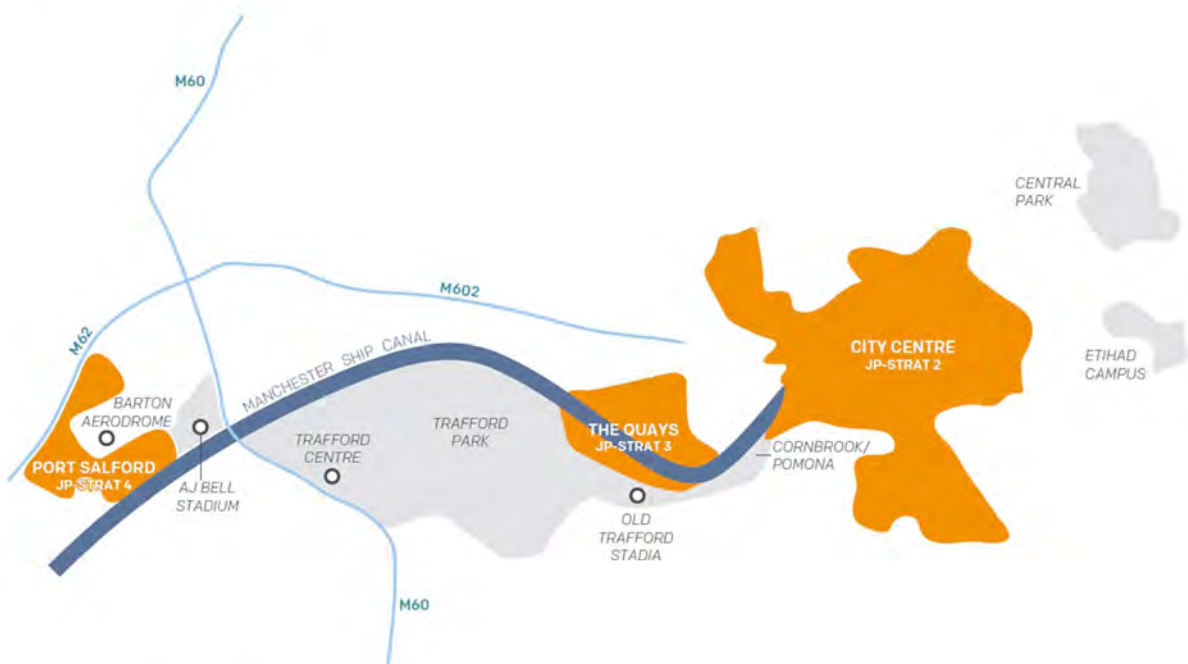 M60
CENTRAL
PARK
M602
M62
MANCHESTER SHIP CANAL
CITY CENTRE
JP-STRAT 2
ETIHAD
CAMPUS
BARTON
AERODROME
TRAFFORD
PARK
THE QUAYS
JP-STRAT 3
TRAFFORD
CENTRE
CORNBROOK/
POMONA
PORT SALFORD
JP-STRAT 4
AJ BELL
STADIUM
OLD
TRAFFORD
STADIA
M60